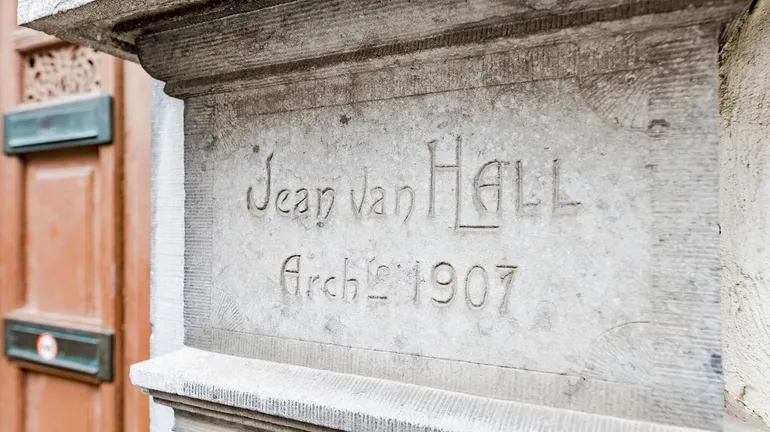 Jean van HALL
Archte 1907